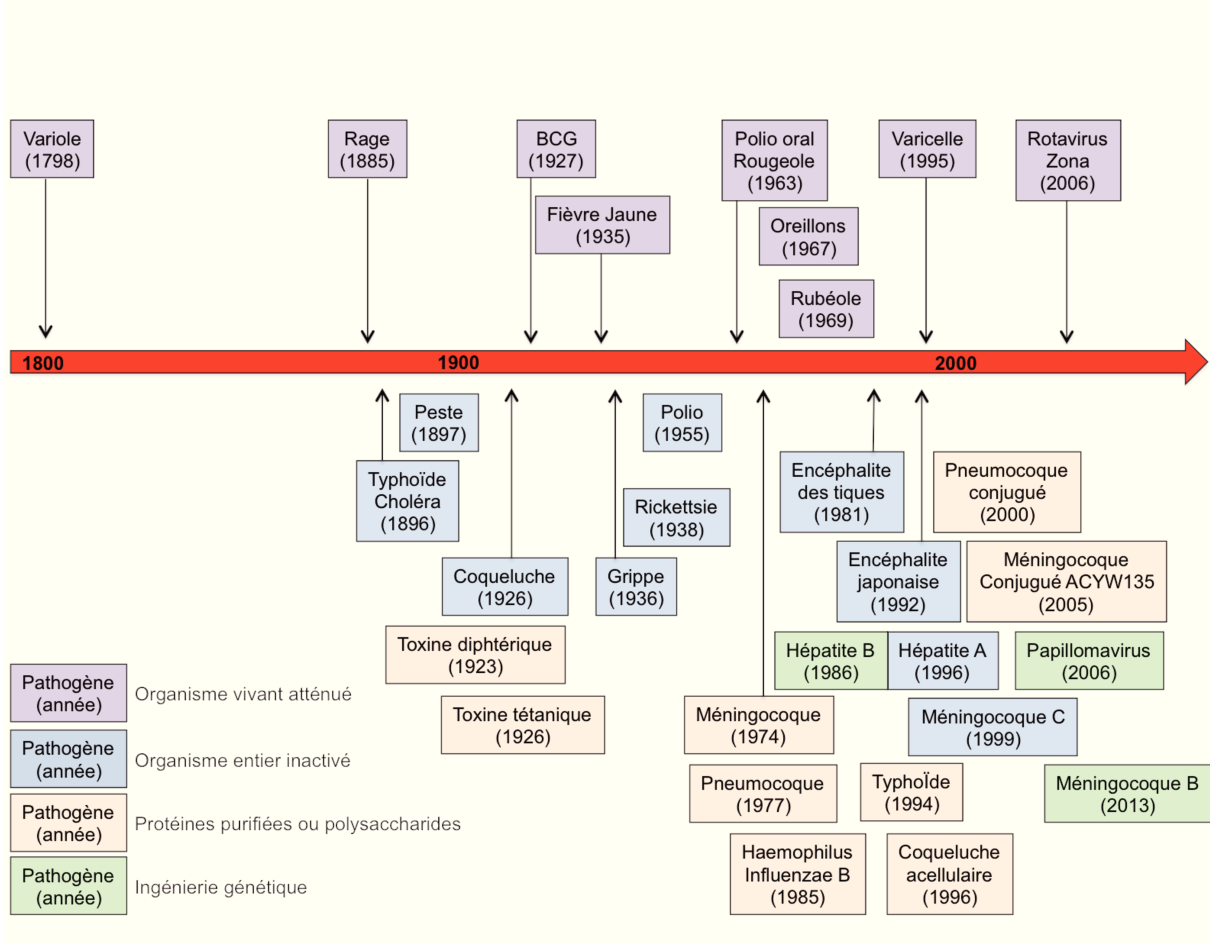 Variole
(1798)
Rage
(1885)
BCG
(1927)
Polio oral
Rougeole
(1963)
Varicelle
(1995)
Rotavirus
Zona
(2006)
Fièvre Jaune
(1935)
Oreillons
(1967)
Rubéole
(1969)
1800
1900
2000
Peste
(1897)
Polio
(1955)
Typhoïde
Choléra
(1896)
Encéphalite
des tiques
(1981)
Pneumocoque
conjugué
(2000)
Rickettsie
(1938)
Coqueluche
(1926)
Grippe
(1936)
Encéphalite
japonaise
(1992)
Méningocoque
Conjugué ACYW135
(2005)
Toxine diphtérique
(1923)
Hépatite B
(1986)
Hépatite A
(1996)
Papillomavirus
(2006)
Toxine tétanique
(1926)
Méningocoque
(1974)
Méningocoque C
(1999)
Pneumocoque
(1977)
TyphoÏde
(1994)
Méningocoque B
(2013)
Haemophilus
Influenzae B
(1985)
Coqueluche
acellulaire
(1996)
Pathogène
(année)
Organisme vivant atténué
Pathogène
(année)
Organisme entier inactivé
Pathogène
(année)
Protéines purifiées ou polysaccharides
Pathogène
(année)
Ingénierie génétique